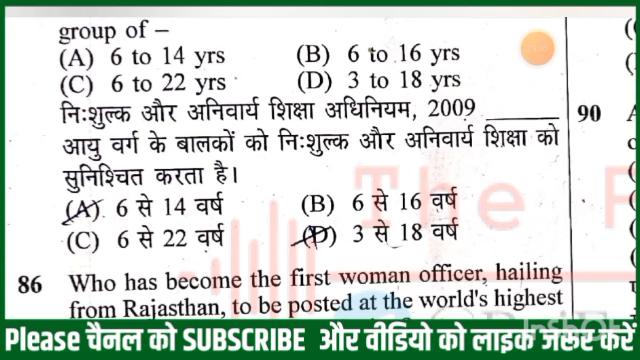 group of –
(A) 6 to 14 yrs (B) 6 to 16 yrs
(C) 6 to 22 yrs (D) 3 to 18 yrs
निःशुल्क और अनिवार्य शिक्षा अधिनियम, 2009 ______
आयु वर्ग के बालकों को निःशुल्क और अनिवार्य शिक्षा को
सुनिश्चित करता है।
(A) 6 से 14 वर्ष (B) 6 से 16 वर्ष
(C) 6 से 22 वर्ष (D) 3 से 18 वर्ष
86 Who has become the first woman officer, hailing
from Rajasthan, to be posted at the world's highest
90
The
Please चैनल को SUBSCRIBE और वीडियो को लाइक जरूर करें